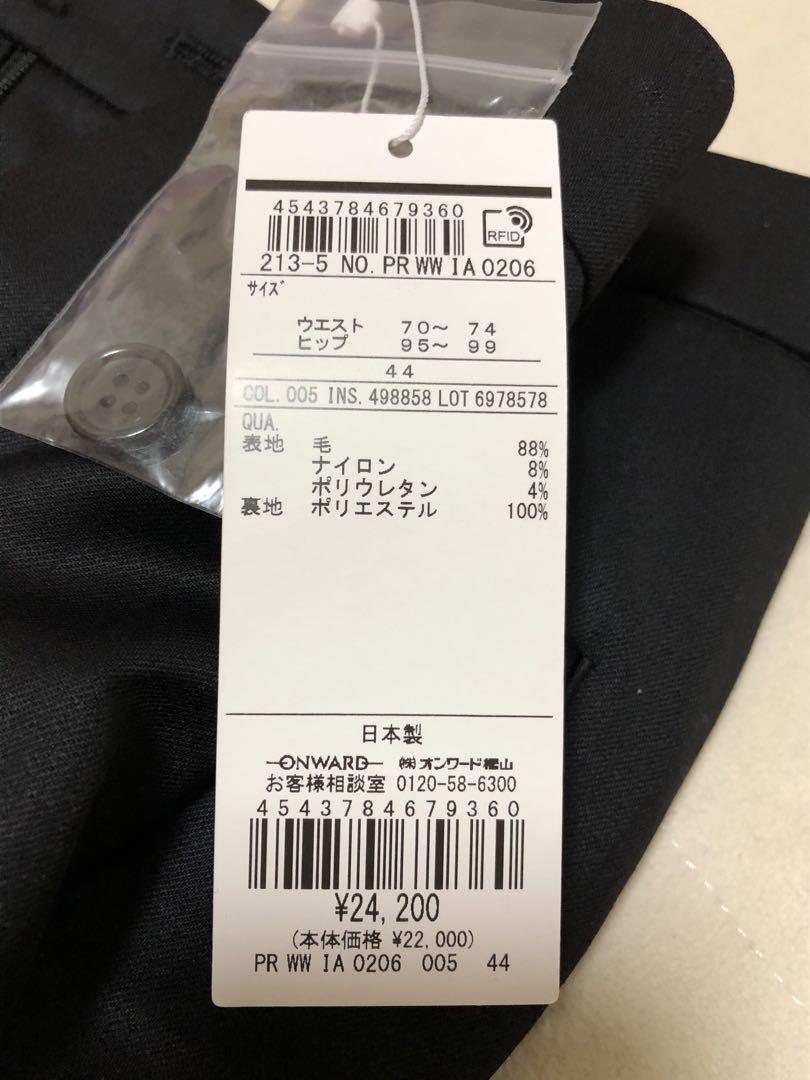 4543784679360
RFID
213-5 NO. PR WW IA 0206
サイズ
ウエスト 70～ 74
ヒップ 95～ 99
44
COL. 005 INS. 498858 LOT 6978578
QUA.
表地 毛 88%
ナイロン 8%
ポリウレタン 4%
裏地 ポリエステル 100%
日本製
ONWARD ㈱オンワード樫山
お客様相談室 0120-58-6300
4543784679360
¥24,200
(本体価格 ¥22,000)
PR WW IA 0206 005 44